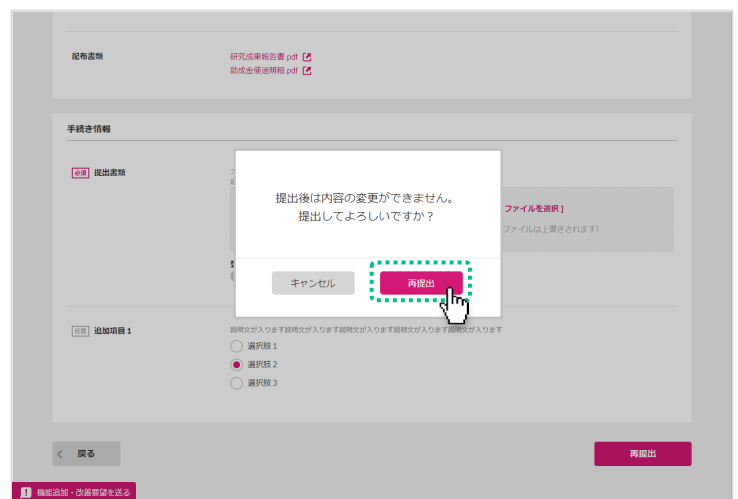 配布書類
研究成果報告書.pdf
助成金使途明細.pdf
手続き情報
必須 提出書類
ファイルを選択 ]
ファイルは上書きされます)
提出後は内容の変更ができません。
提出してよろしいですか？
キャンセル
再提出
任意 追加項目1
説明文が入ります説明文が入ります説明文が入ります説明文が入ります説明文が入ります
選択肢1
選択肢2
選択肢3
戻る
再提出
機能追加・改善要望を送る